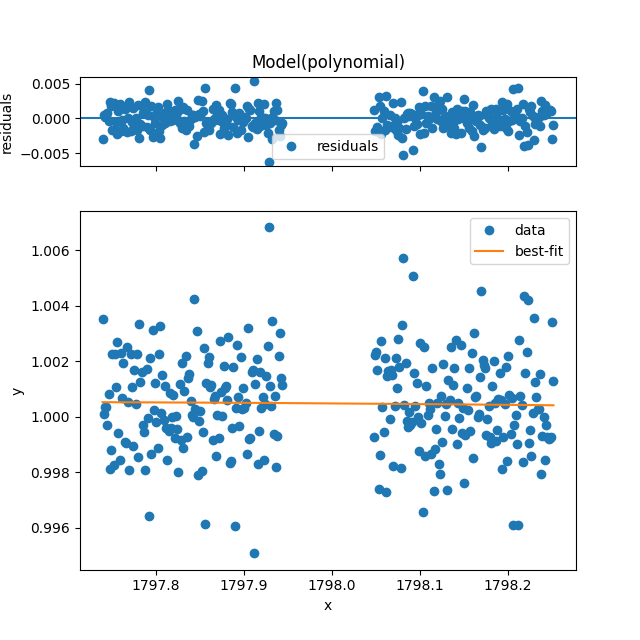 Model(polynomial)
residuals
0.005
0.000
−0.005
residuals
y
1.006
1.004
1.002
1.000
0.998
0.996
data
best-fit
1797.8 1797.9 1798.0 1798.1 1798.2
x